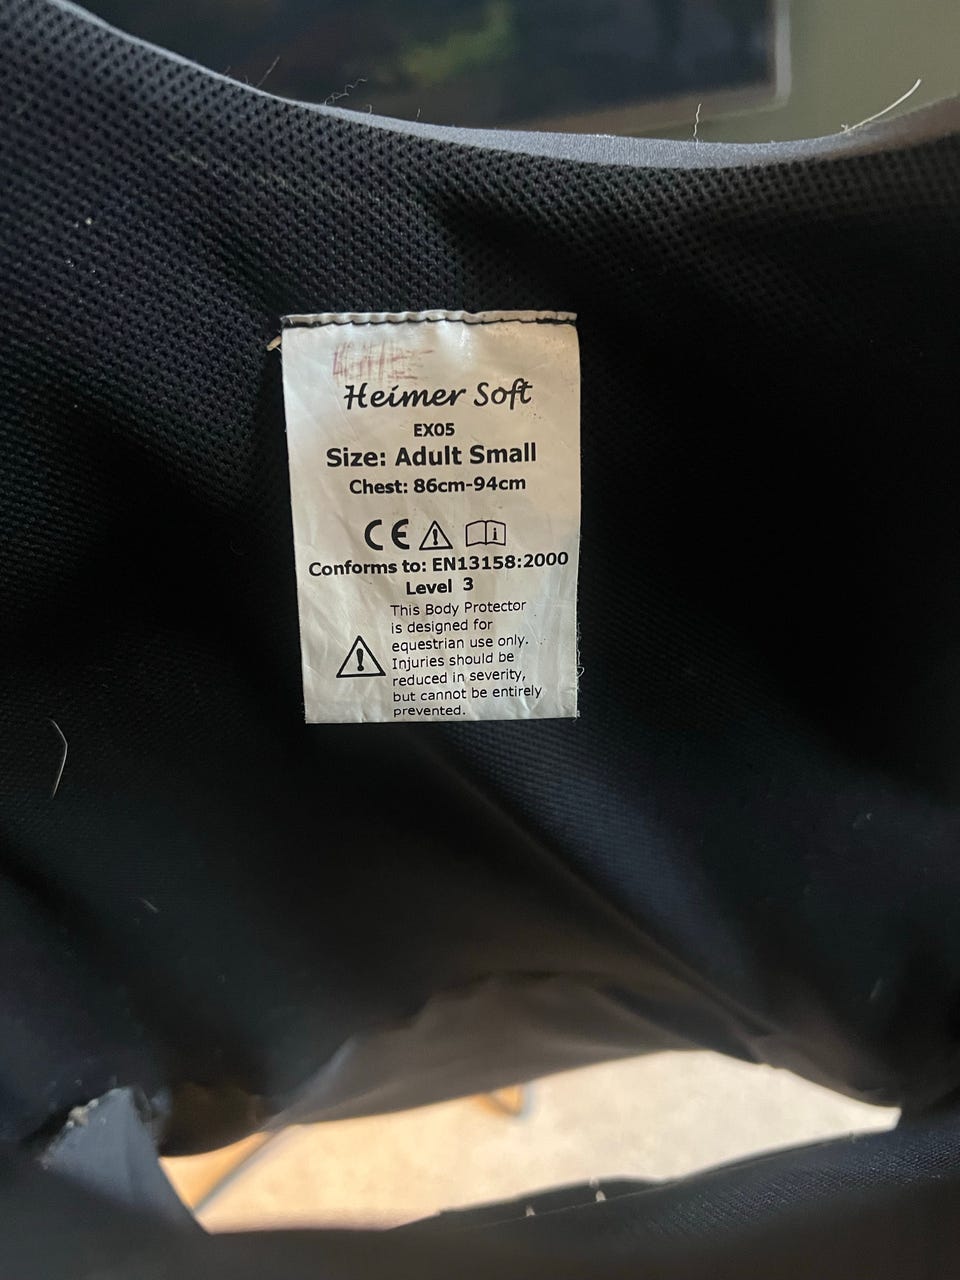 Heimer Soft
EX05
Size: Adult Small
Chest: 86cm-94cm
CE
Conforms to: EN13158:2000
Level 3
This Body Protector
is designed for
equestrian use only.
Injuries should be
reduced in severity,
but cannot be entirely
prevented.